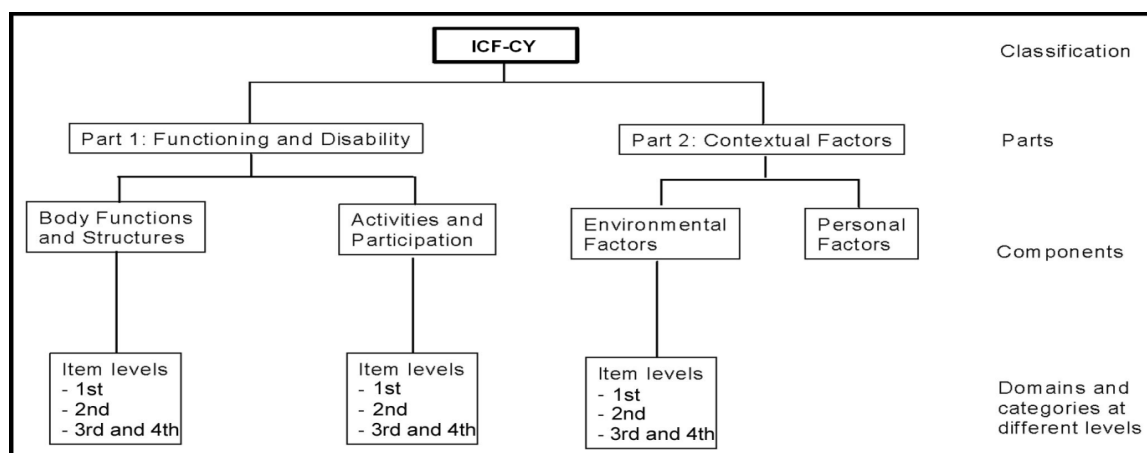 ICF-CY
Classification
Part 1: Functioning and Disability
Part 2: Contextual Factors
Parts
Body Functions
and Structures
Activities and
Participation
Environmental
Factors
Personal
Factors
Components
Item levels
- 1st
- 2nd
- 3rd and 4th
Item levels
- 1st
- 2nd
- 3rd and 4th
Item levels
- 1st
- 2nd
- 3rd and 4th
Domains and
categories at
different levels